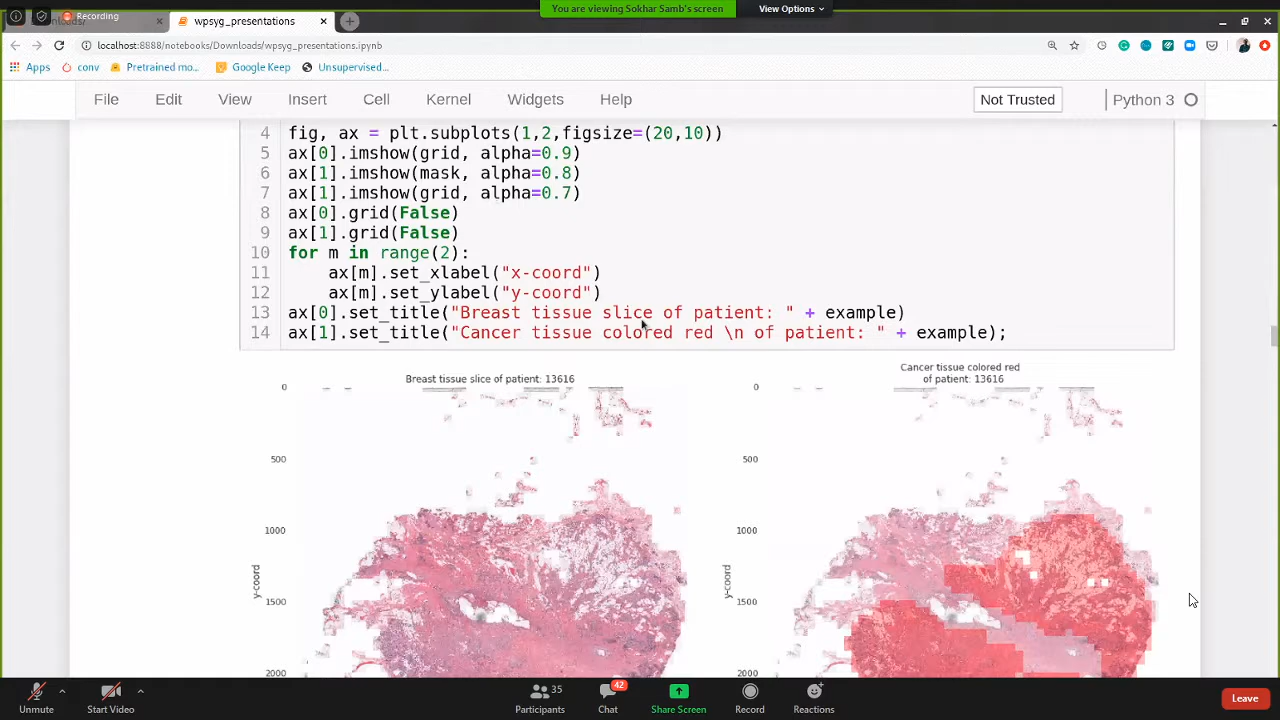 Recording
You are viewing Sokhar Samb's screen
View Options
wpsyg_presentations
localhost:8888/notebooks/Downloads/wpsyg_presentations.ipynb
Apps conv Pretrained mo... Google Keep Unsupervised...
File Edit View Insert Cell Kernel Widgets Help Not Trusted Python 3
4 fig, ax = plt.subplots(1,2,figsize=(20,10))
5 ax[0].imshow(grid, alpha=0.9)
6 ax[1].imshow(mask, alpha=0.8)
7 ax[1].imshow(grid, alpha=0.7)
8 ax[0].grid(False)
9 ax[1].grid(False)
10 for m in range(2):
11 ax[m].set_xlabel("x-coord")
12 ax[m].set_ylabel("y-coord")
13 ax[0].set_title("Breast tissue slice of patient: " + example)
14 ax[1].set_title("Cancer tissue colored red \n of patient: " + example);
Breast tissue slice of patient: 13616
0
500
1000
1500
2000
y-coord
Cancer tissue colored red
of patient: 13616
0
500
1000
1500
2000
y-coord
Unmute Start Video Participants 35 Chat 42 Share Screen Record Reactions Leave